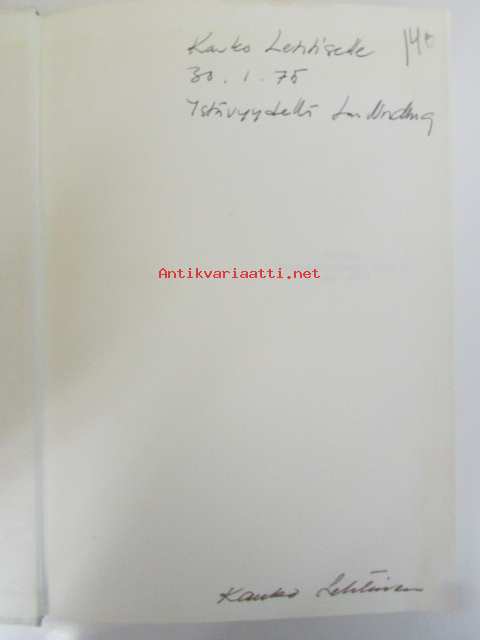 Kauko Lehtiselle
30.1.75
Ystävyydellä
14€
Antikvariaatti.net
Kauko Lehtinen